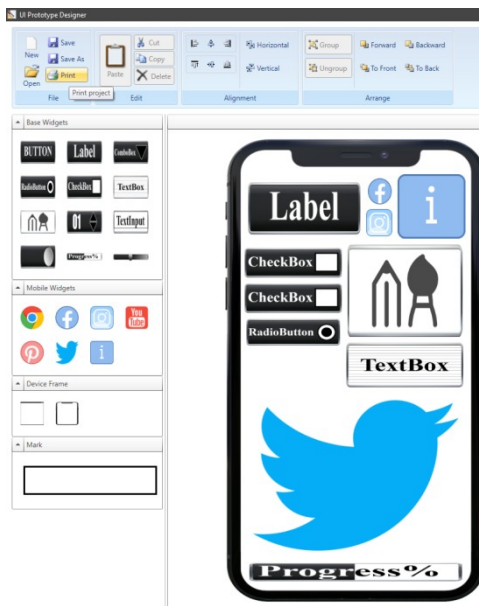 UI Prototype Designer
New
Open
Save
Save As
Print
File
Print project
Paste
Cut
Copy
Delete
Edit
Horizontal
Vertical
Alignment
Group
Ungroup
Forward
Backward
To Front
To Back
Arrange
Base Widgets
BUTTON
Label
ComboBox
RadioButton
CheckBox
TextBox
01
TextInput
Progress%
Mobile Widgets
f
You
Tube
i
Device Frame
Mark
Label
f
i
CheckBox
CheckBox
RadioButton
TextBox
Progress%